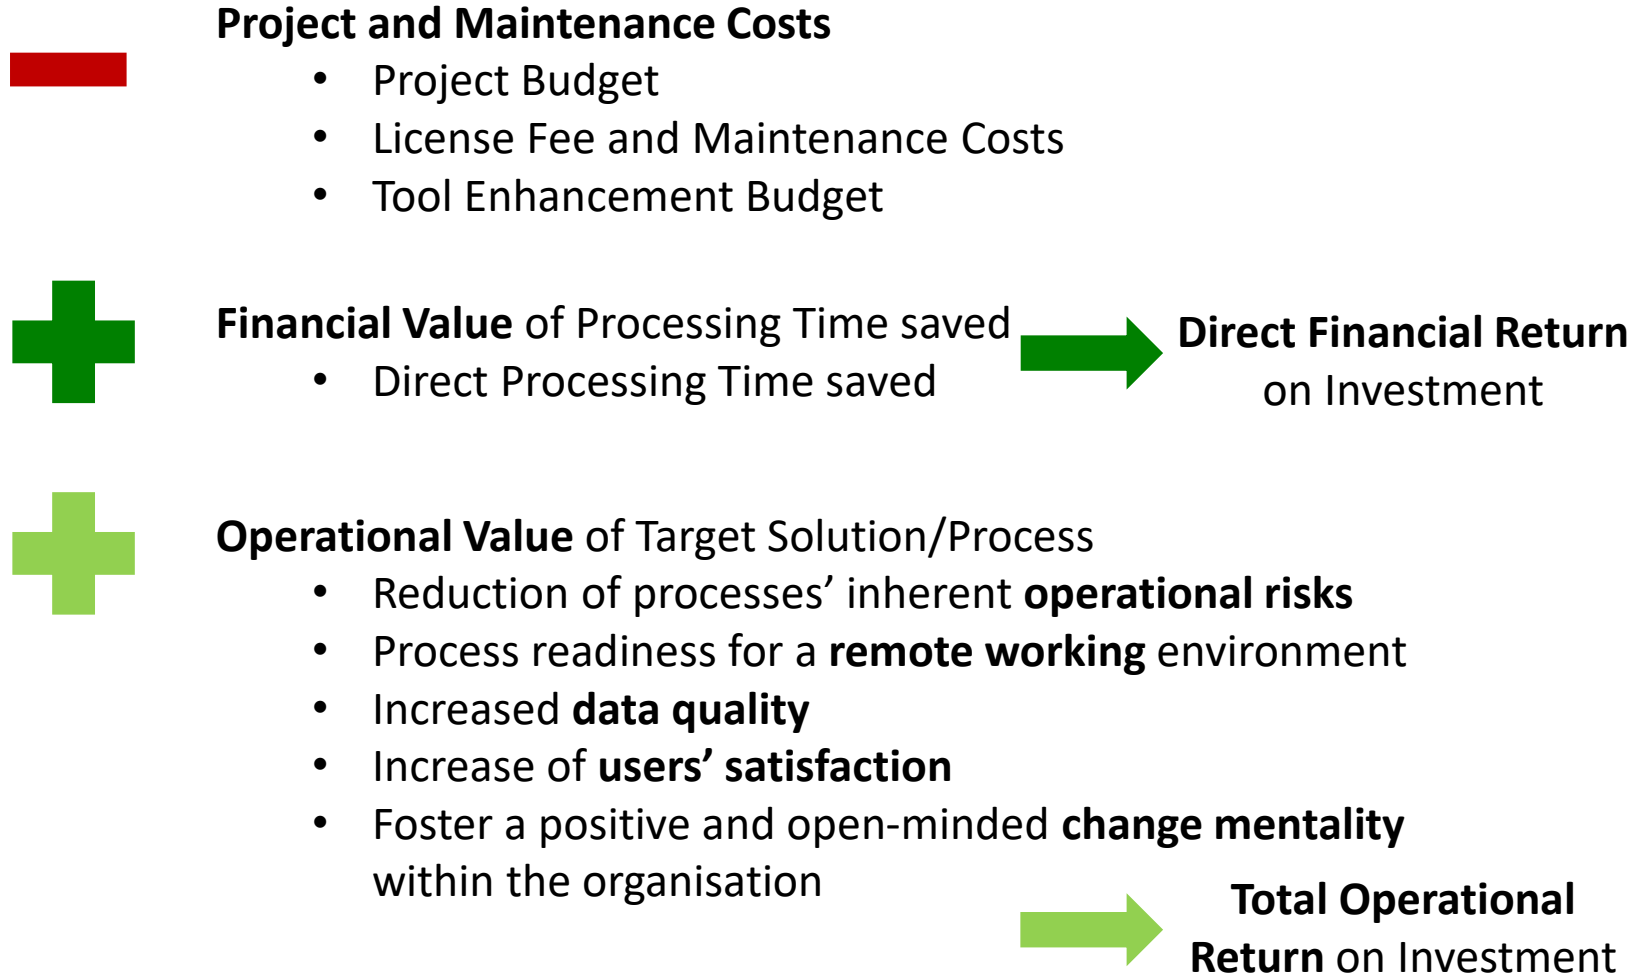 Project and Maintenance Costs
• Project Budget
• License Fee and Maintenance Costs
• Tool Enhancement Budget
Financial Value of Processing Time saved
• Direct Processing Time saved
Direct Financial Return
on Investment
Operational Value of Target Solution/Process
• Reduction of processes’ inherent operational risks
• Process readiness for a remote working environment
• Increased data quality
• Increase of users’ satisfaction
• Foster a positive and open-minded change mentality
within the organisation
Total Operational
Return on Investment